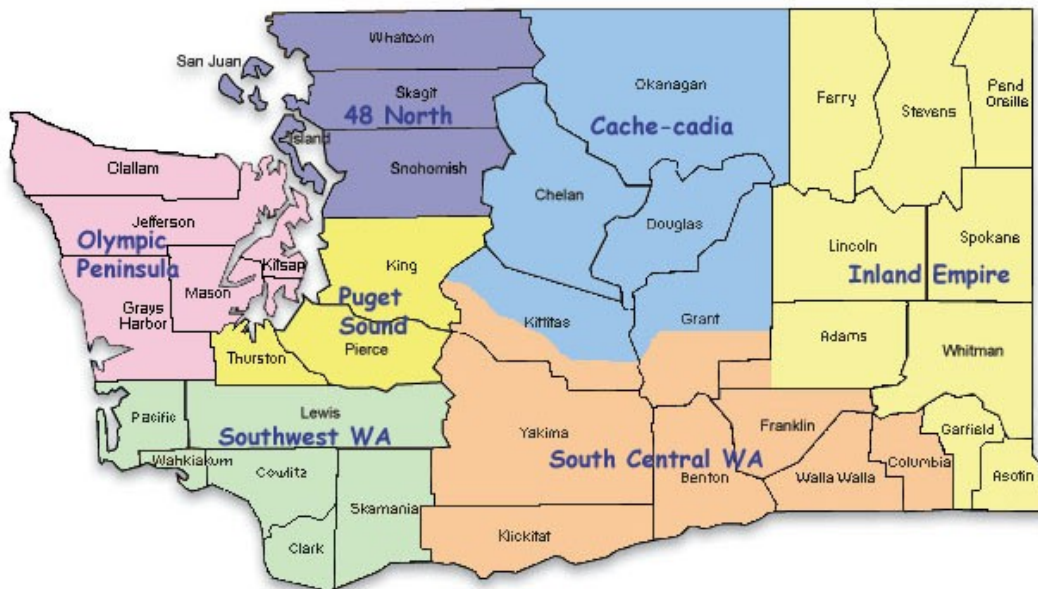 Whatcom
San Juan
Okanagan
Skagit
Ferry
Stevens
Pend
Oreille
48 North
Cache-cadia
Island
Clallam
Snohomish
Chelan
Jefferson
Douglas
Lincoln
Spokane
Olympic
Peninsula
Kitsap
King
Inland Empire
Mason
Puget
Sound
Grays
Harbor
Kittitas
Grant
Adams
Thurston
Pierce
Whitman
Pacific
Lewis
Southwest WA
Yakima
Franklin
Garfield
South Central WA
Wahkiakum
Cowlitz
Columbia
Benton
Walla Walla
Asotin
Skamania
Klickitat
Clark